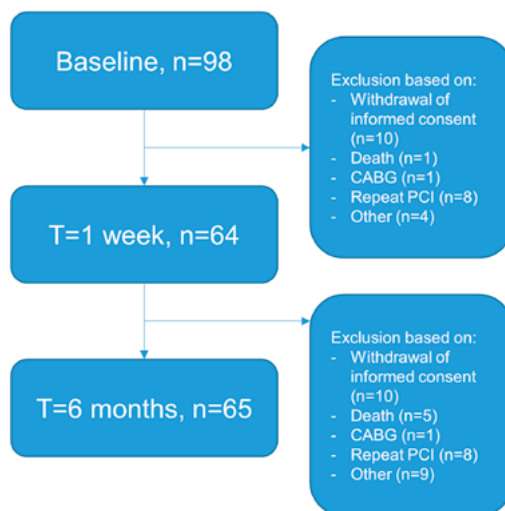 Baseline, n=98
Exclusion based on:
- Withdrawal of
informed consent
(n=10)
- Death (n=1)
- CABG (n=1)
- Repeat PCI (n=8)
- Other (n=4)
T=1 week, n=64
Exclusion based on:
- Withdrawal of
informed consent
(n=10)
- Death (n=5)
- CABG (n=1)
- Repeat PCI (n=8)
- Other (n=9)
T=6 months, n=65